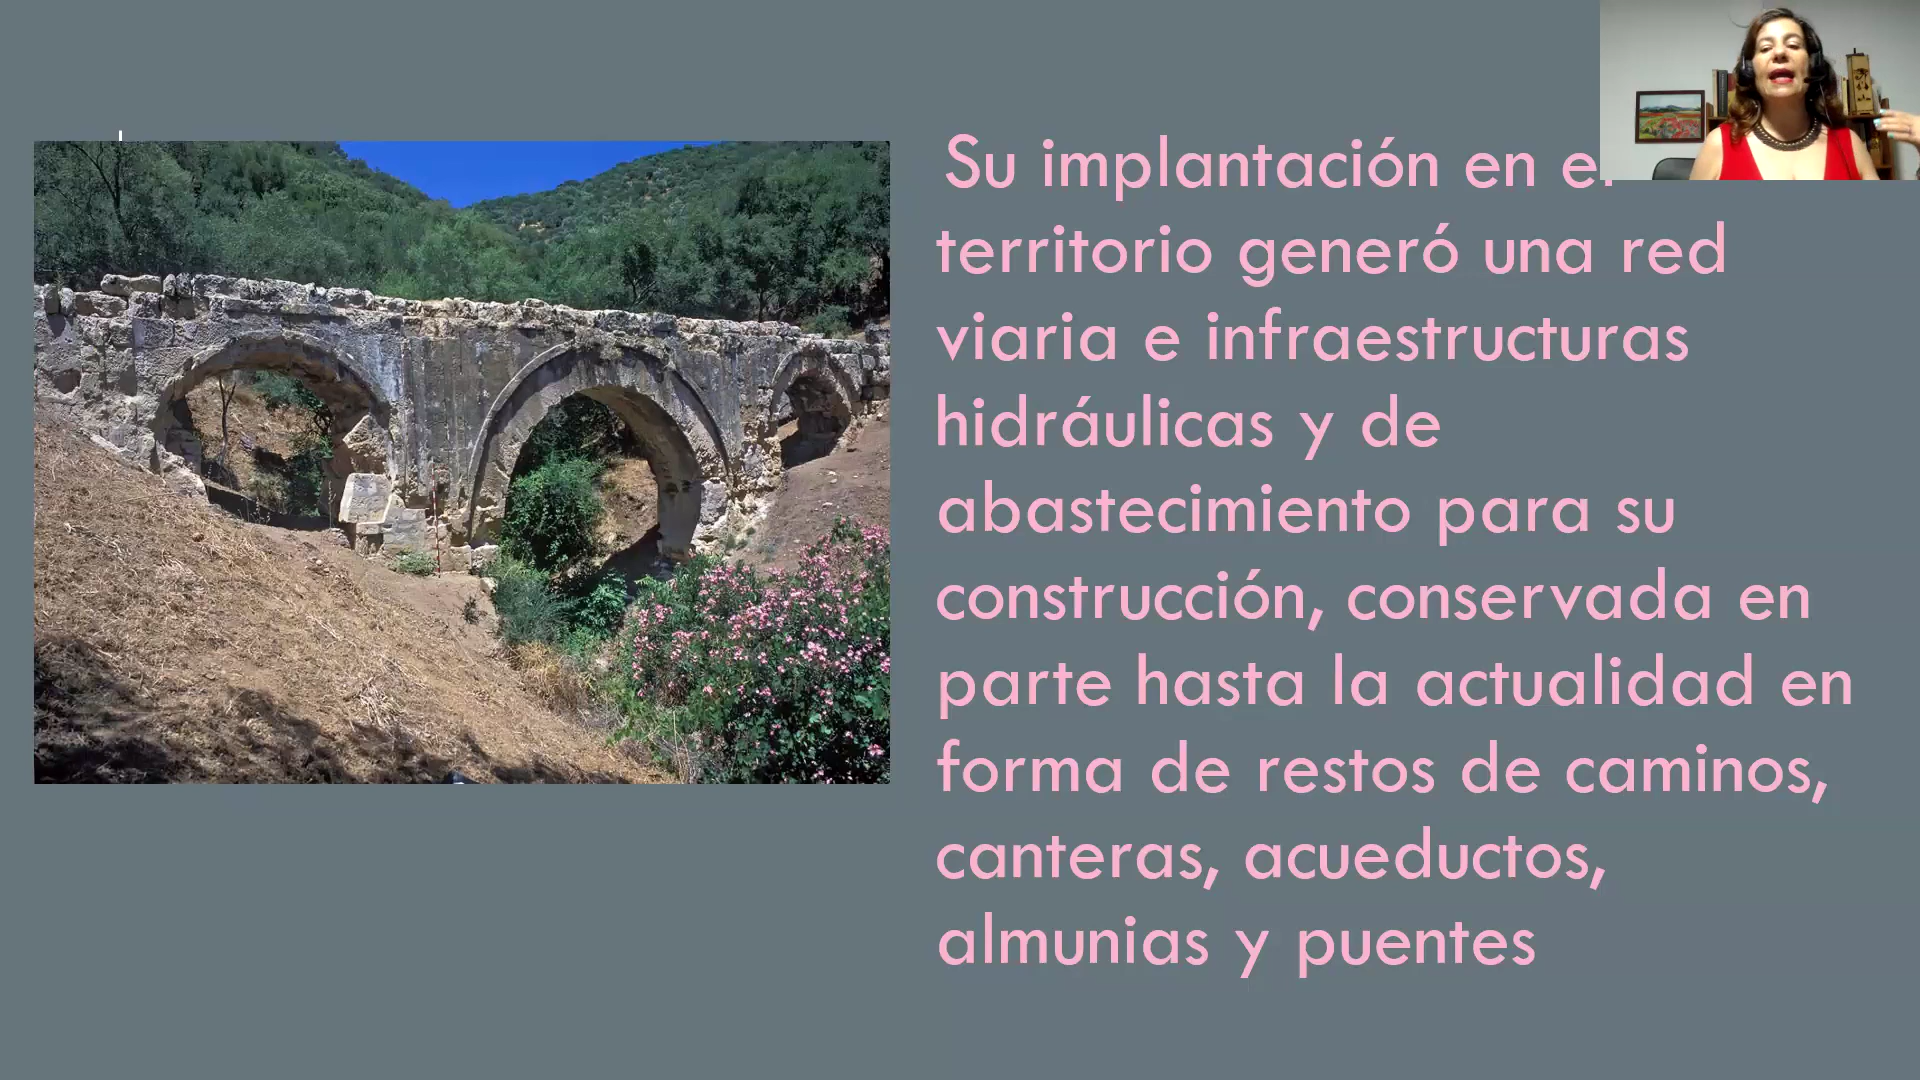 Su implantación en el
territorio generó una red
viaria e infraestructuras
hidráulicas y de
abastecimiento para su
construcción, conservada en
parte hasta la actualidad en
forma de restos de caminos,
canteras, acueductos,
almunias y puentes